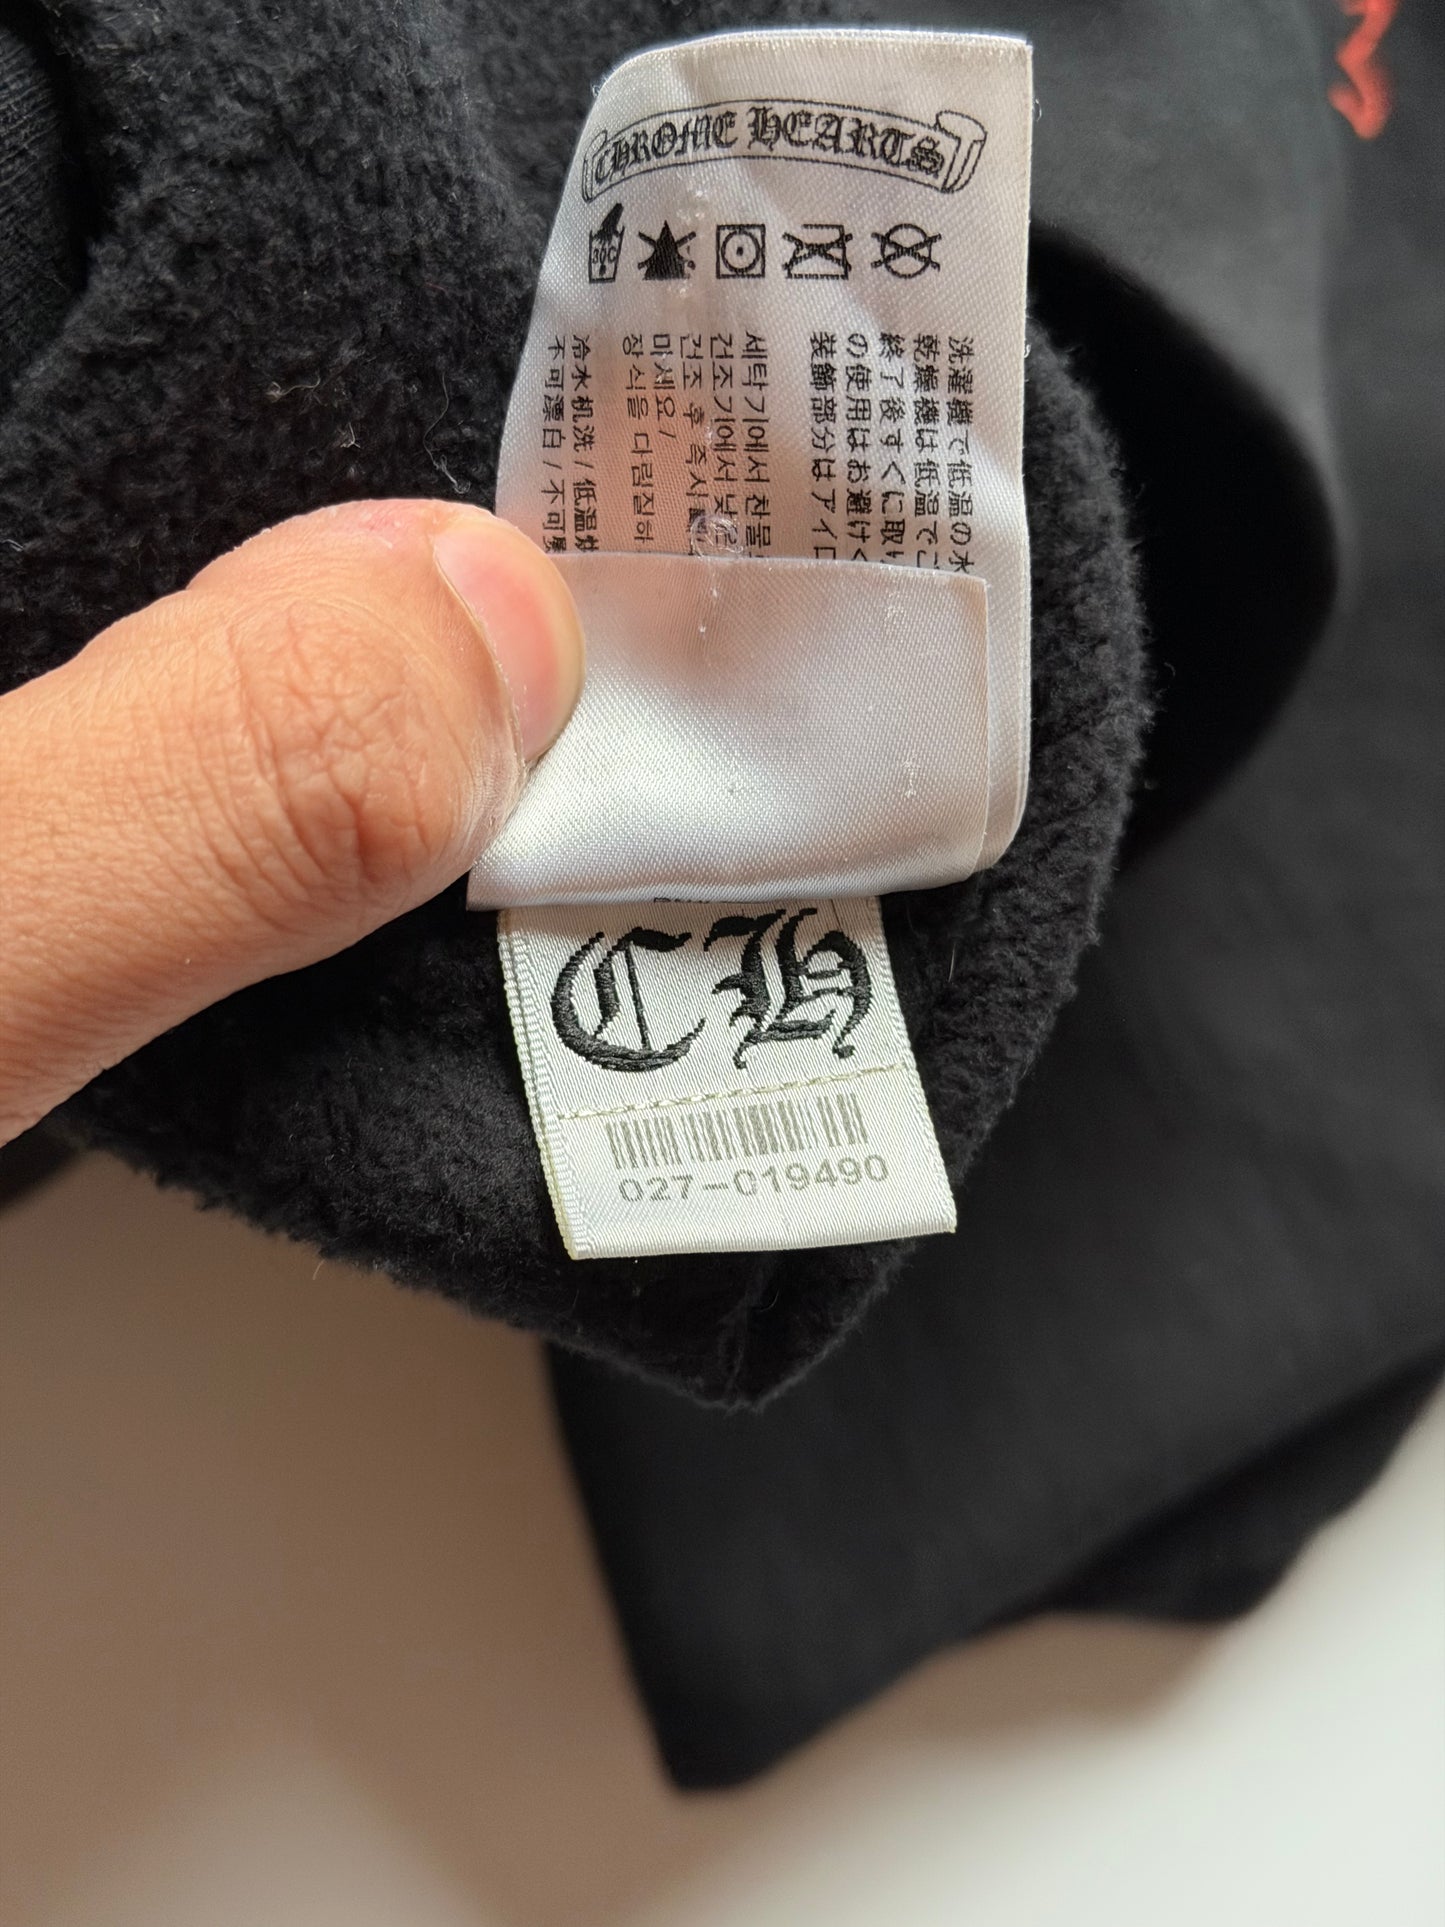 CHROME HEARTS
30C
洗濯機で低温の水
乾燥機は低温でご
終了後すぐに取り
の使用はお避けく
装飾部分はアイロ
세탁기에서 찬물
건조기에서 낮은
건조 후 즉시
마세요 /
장식을 다림질하
冷水机洗 / 低温烘
不可漂白 / 不可
CH
027-019490